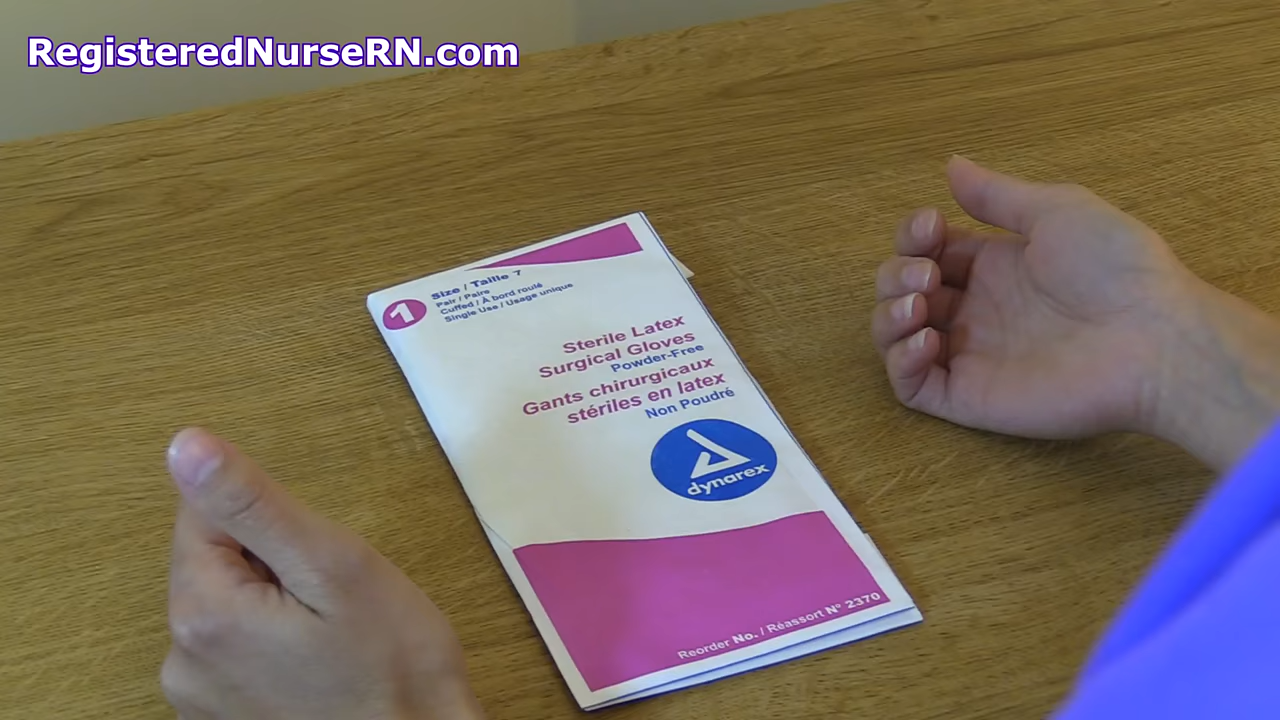 RegisteredNurseRN.com
1
Size / Taille 7
Pair / Paire
Cuffed / À bord roulé
Single Use / Usage unique
Sterile Latex
Surgical Gloves
Powder-Free
Gants chirurgicaux
stériles en latex
Non Poudré
dynarex
Reorder No. / Réassort N° 2370